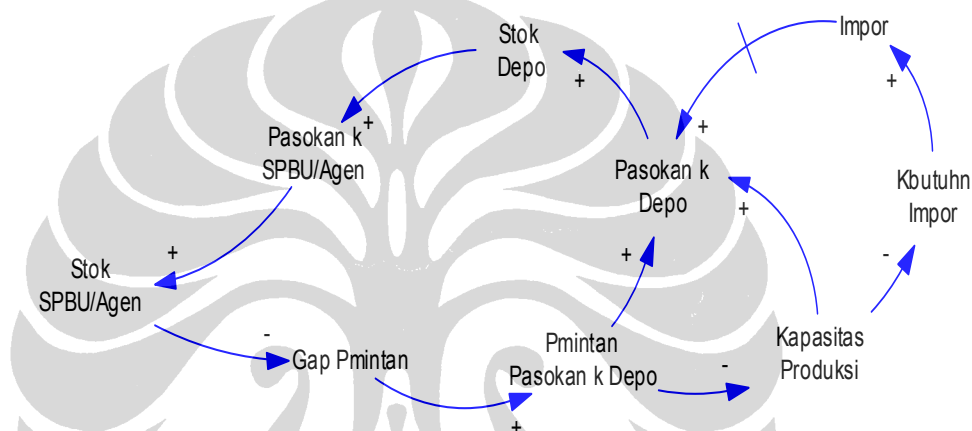 Impor
+
Stok
Depo
+
+
Pasokan k
SPBU/Agen
+
Pasokan k
Depo
+
Kbutuhn
Impor
-
+
Stok
SPBU/Agen
+
-
Gap Pmintan
Pmintan
Pasokan k Depo
-
Kapasitas
Produksi
+